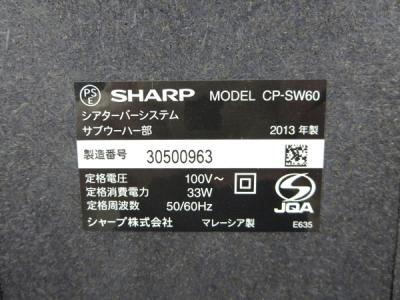 PS E SHARP MODEL CP-SW60
シアターバーシステム
サブウーハー部 2013 年製
製造番号 30500963
定格電圧 100V～
定格消費電力 33W
定格周波数 50/60Hz JQA
シャープ株式会社 マレーシア製 E635